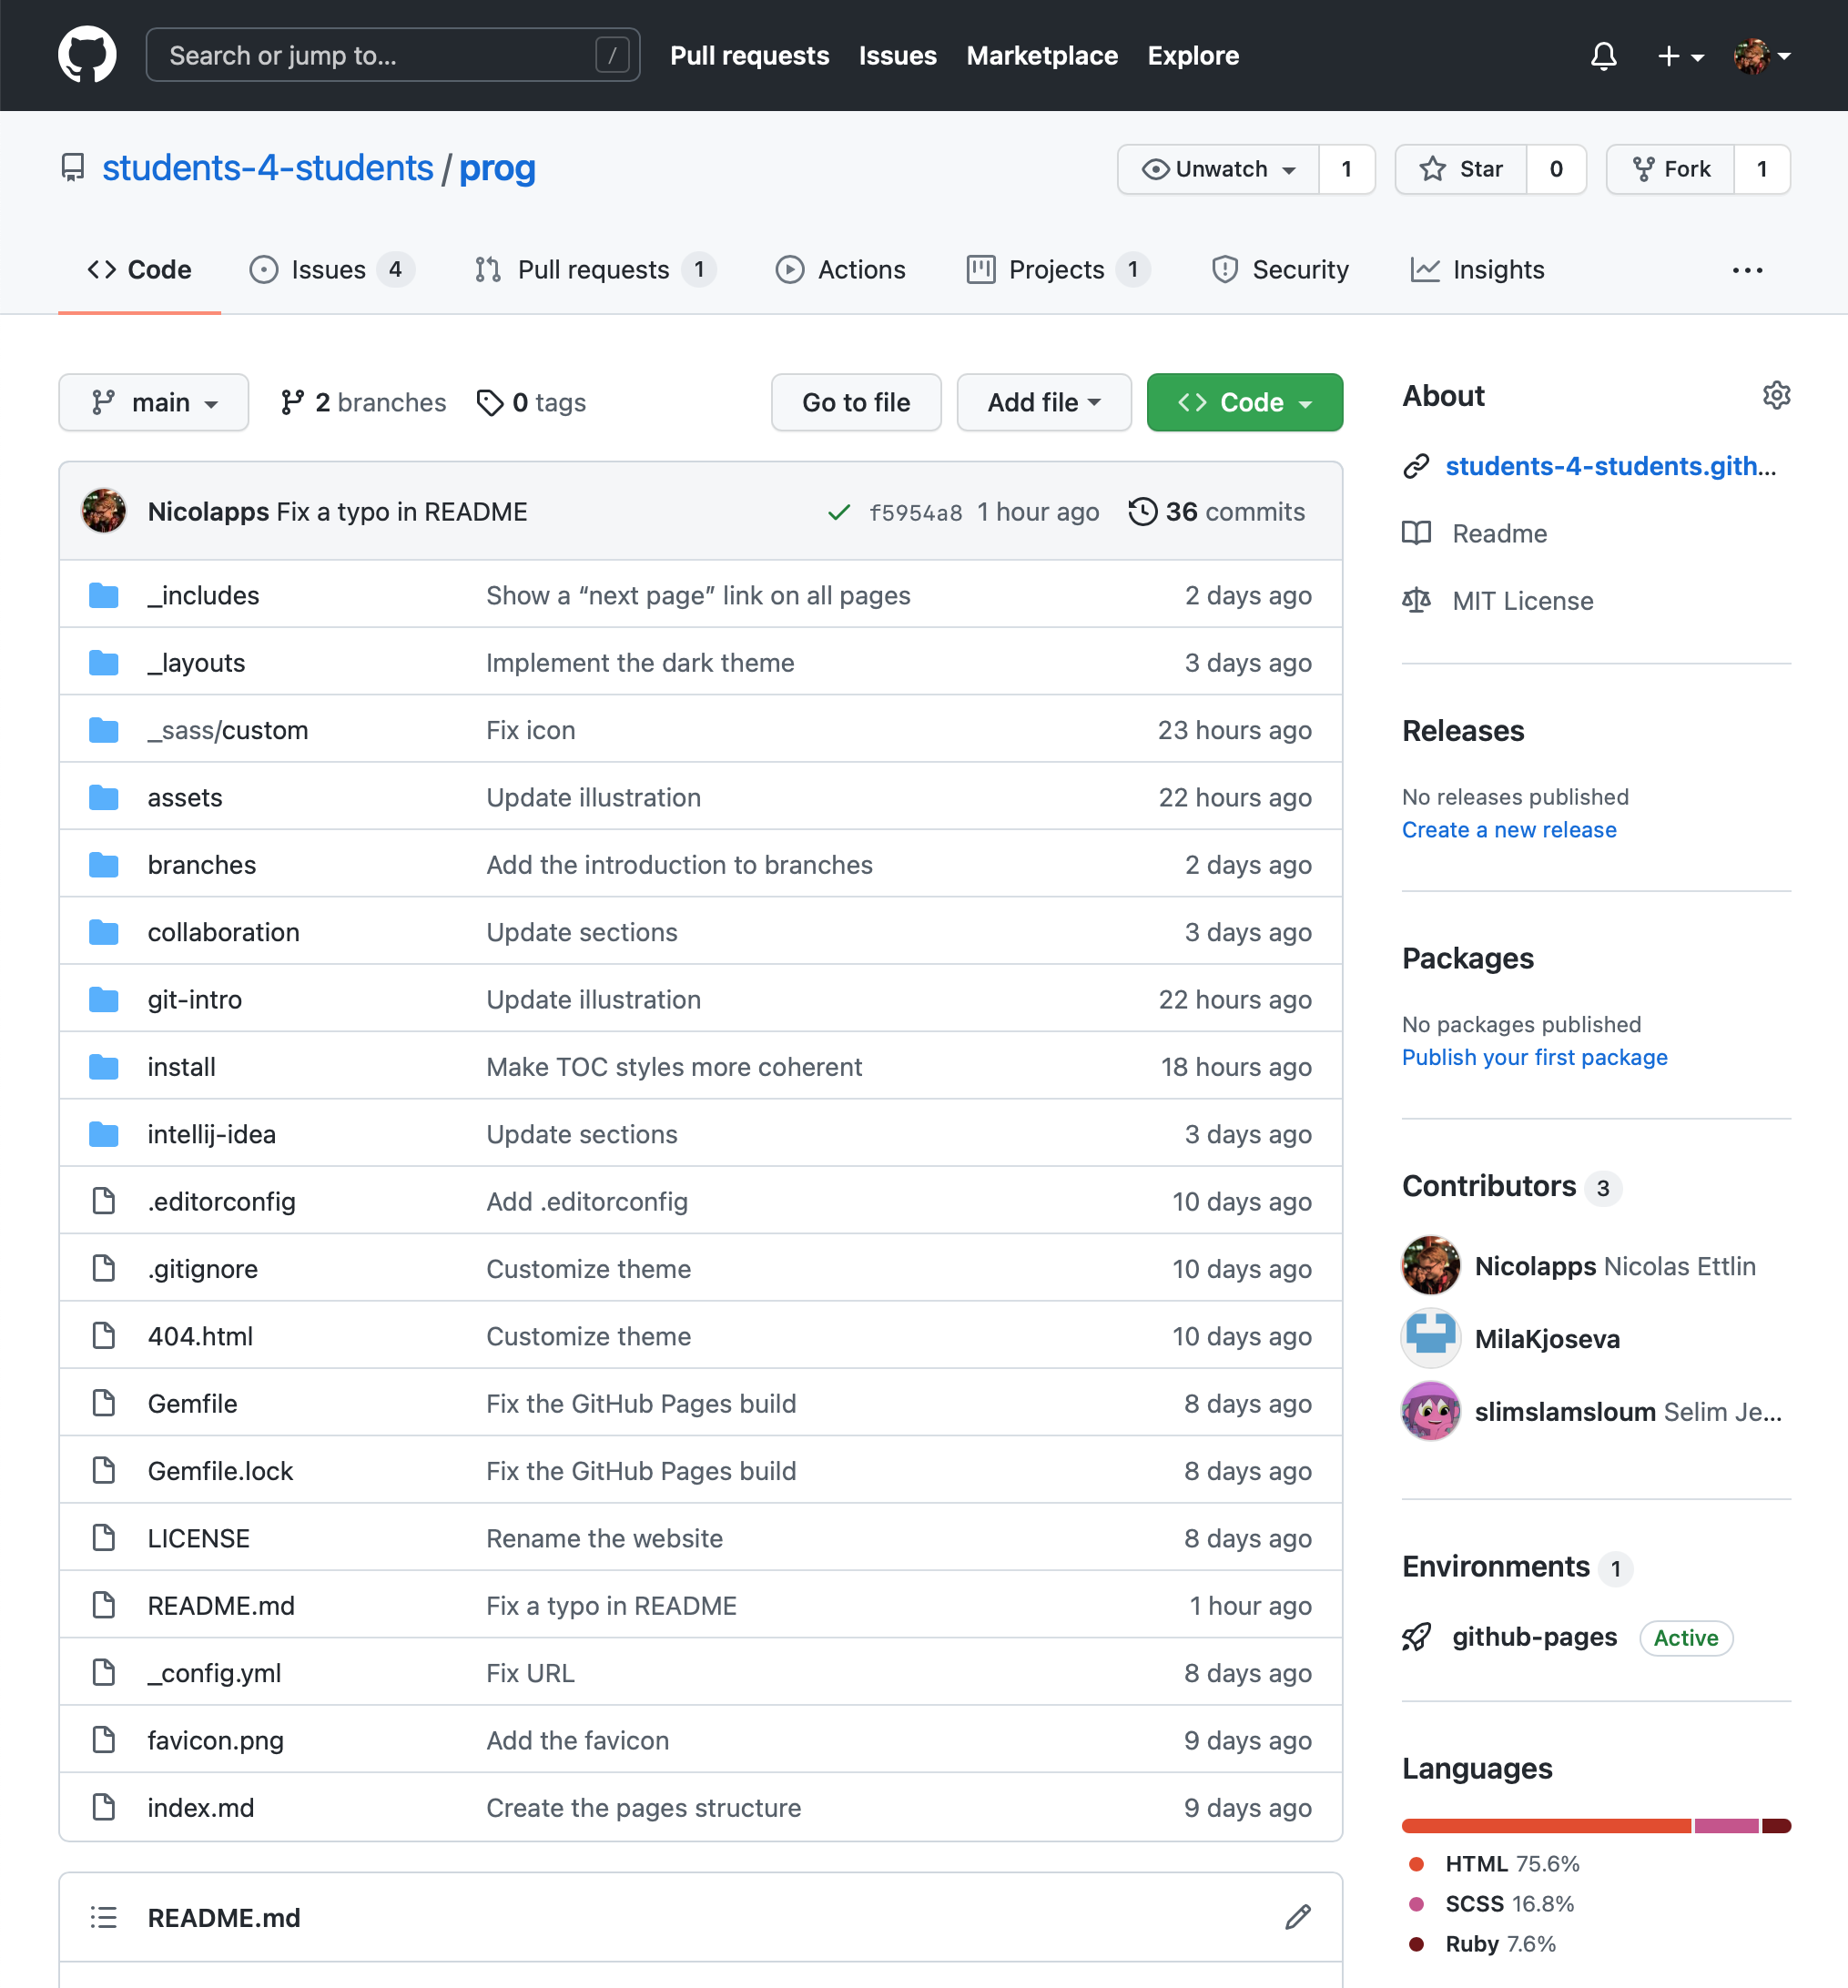 Search or jump to... /
Pull requests Issues Marketplace Explore
students-4-students / prog
Unwatch 1 Star 0 Fork 1
Code Issues 4 Pull requests 1 Actions Projects 1 Security Insights
main 2 branches 0 tags Go to file Add file Code
Nicolapps Fix a typo in README f5954a8 1 hour ago 36 commits
_includes Show a “next page” link on all pages 2 days ago
_layouts Implement the dark theme 3 days ago
_sass/custom Fix icon 23 hours ago
assets Update illustration 22 hours ago
branches Add the introduction to branches 2 days ago
collaboration Update sections 3 days ago
git-intro Update illustration 22 hours ago
install Make TOC styles more coherent 18 hours ago
intellij-idea Update sections 3 days ago
.editorconfig Add .editorconfig 10 days ago
.gitignore Customize theme 10 days ago
404.html Customize theme 10 days ago
Gemfile Fix the GitHub Pages build 8 days ago
Gemfile.lock Fix the GitHub Pages build 8 days ago
LICENSE Rename the website 8 days ago
README.md Fix a typo in README 1 hour ago
_config.yml Fix URL 8 days ago
favicon.png Add the favicon 9 days ago
index.md Create the pages structure 9 days ago
README.md
About
students-4-students.gith...
Readme
MIT License
Releases
No releases published
Create a new release
Packages
No packages published
Publish your first package
Contributors 3
Nicolapps Nicolas Ettlin
MilaKjoseva
slimslamsloum Selim Je...
Environments 1
github-pages Active
Languages
HTML 75.6%
SCSS 16.8%
Ruby 7.6%